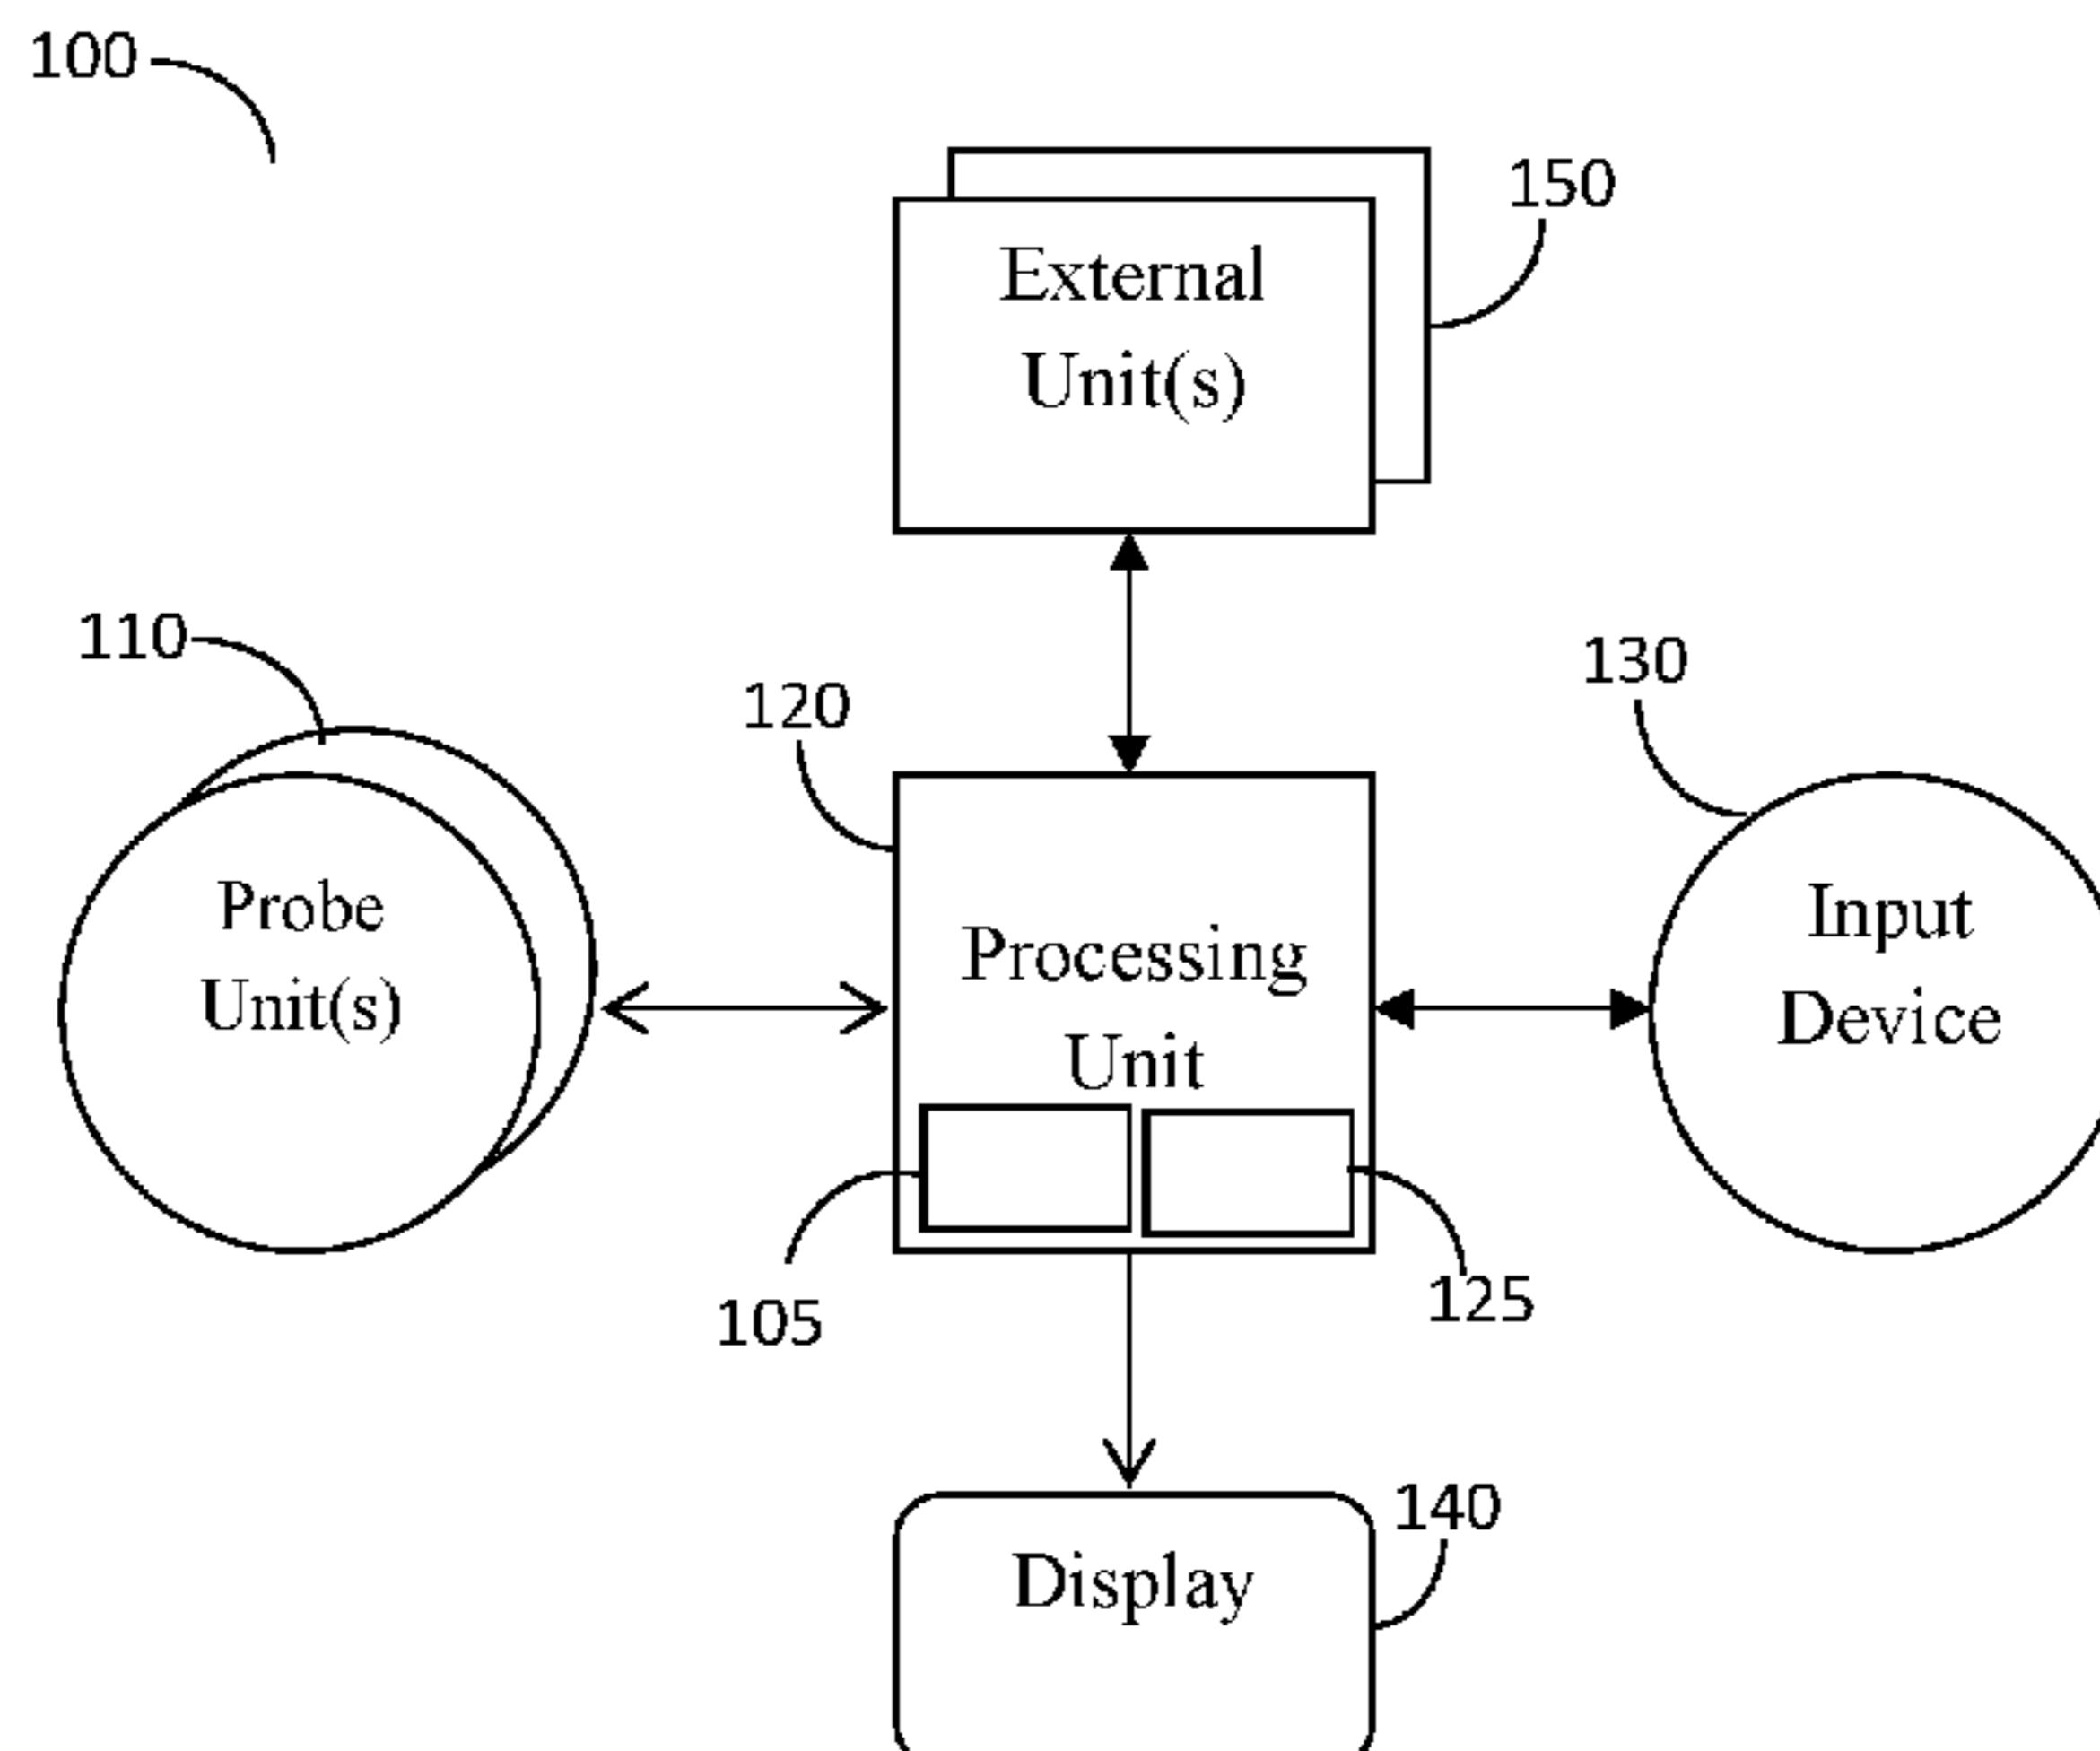 100
150
External
Unit(s)
110
120
130
Probe
Unit(s)
Processing
Unit
Input
Device
105
125
140
Display